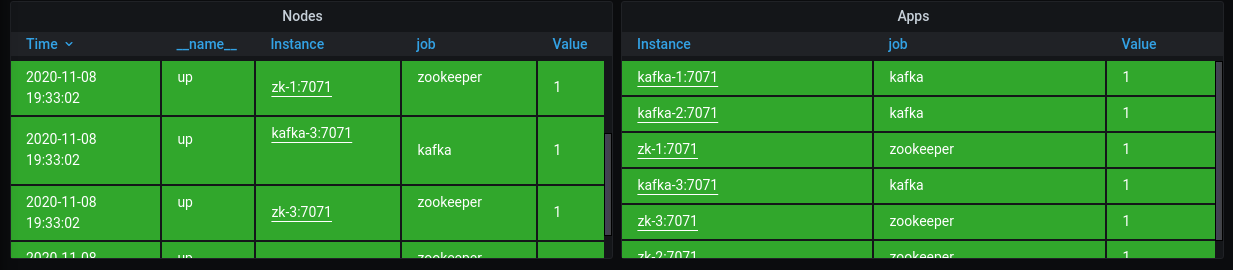 Nodes
Time __name__ Instance job Value
2020-11-08
19:33:02 up zk-1:7071 zookeeper 1
2020-11-08
19:33:02 up kafka-3:7071 kafka 1
2020-11-08
19:33:02 up zk-3:7071 zookeeper 1
2020-11-08 up
Apps
Instance job Value
kafka-1:7071 kafka 1
kafka-2:7071 kafka 1
zk-1:7071 zookeeper 1
kafka-3:7071 kafka 1
zk-3:7071 zookeeper 1
zk-2:7071 zookeeper 1